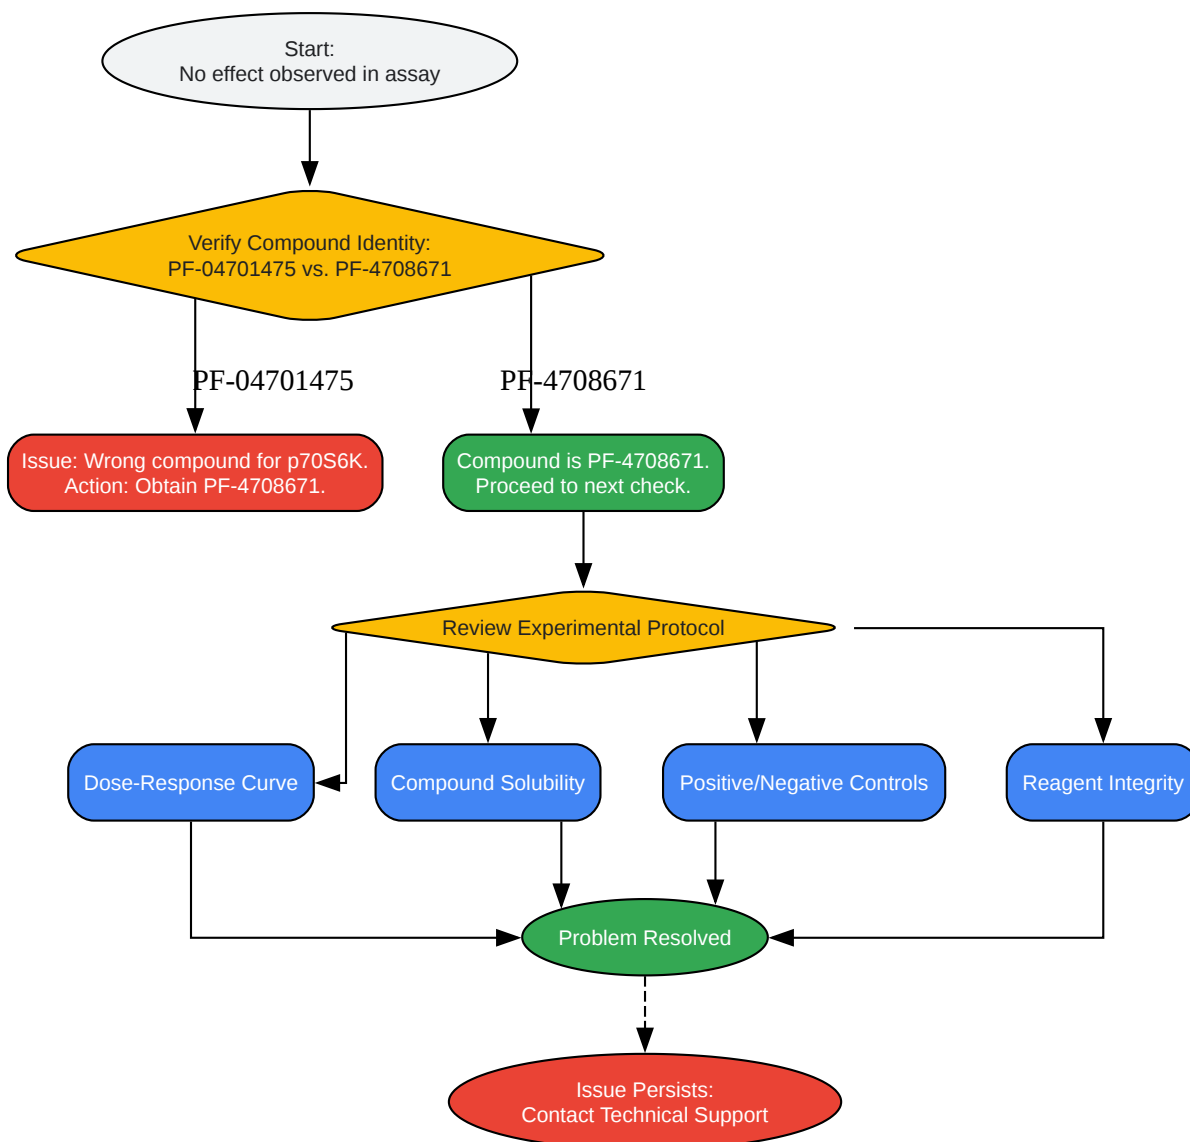 Start:
No effect observed in assay
Verify Compound Identity:
PF-04701475 vs. PF-4708671
PF-04701475
PF-4708671
Issue: Wrong compound for p70S6K.
Action: Obtain PF-4708671.
Compound is PF-4708671.
Proceed to next check.
Review Experimental Protocol
Dose-Response Curve
Compound Solubility
Positive/Negative Controls
Reagent Integrity
Problem Resolved
Issue Persists:
Contact Technical Support